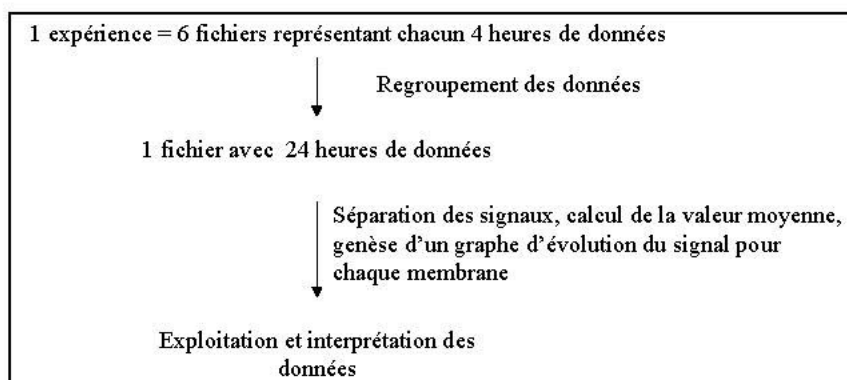 1 expérience = 6 fichiers représentant chacun 4 heures de données
Regroupement des données
1 fichier avec 24 heures de données
Séparation des signaux, calcul de la valeur moyenne,
genèse d'un graphe d'évolution du signal pour
chaque membrane
Exploitation et interprétation des
données